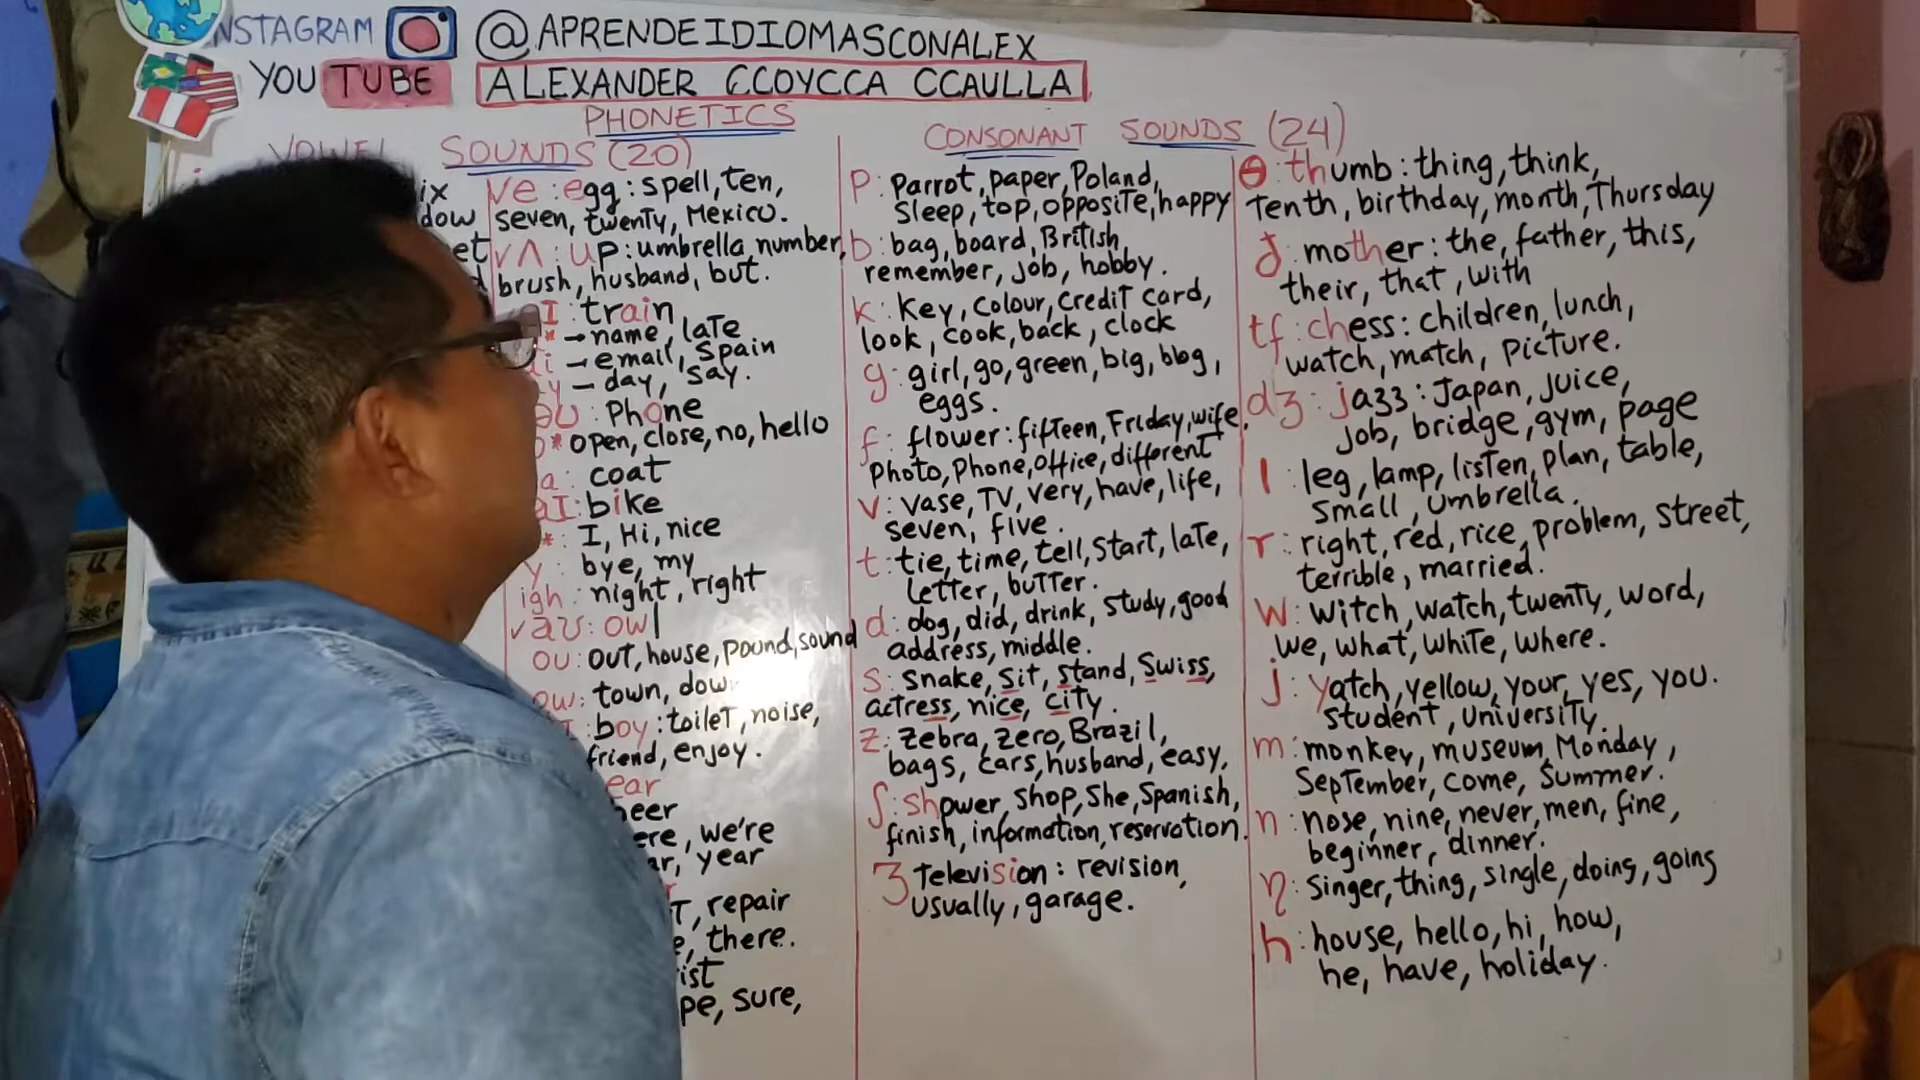 INSTAGRAM @APRENDEIDIOMASCONALEX
YOU TUBE ALEXANDER CCOYCCA CCAULLA
PHONETICS
VOWEL SOUNDS (20)
ve : egg : spell, ten,
seven, twenty, Mexico.
v ʌ : up : umbrella number,
brush, husband, but.
I : train
* → name, late
ai → email, Spain
ay – day, say.
əʊ : Phone
o* open, close, no, hello
oa : coat
aI : bike
* : I, Hi, nice
y : bye, my
igh : night, right
v aʊ : owl
ou : out, house, pound, sound
ow : town, dow
I boy : toilet, noise,
friend, enjoy.
ear
eer
ere, we're
ear, year
, repair
, there.
ist
pe, sure,
CONSONANT SOUNDS (24)
p : parrot, paper, Poland,
Sleep, top, opposite, happy
b : bag, board, British,
remember, job, hobby.
k : Key, colour, credit card,
look, cook, back, clock
g : girl, go, green, big, blog,
eggs.
f : flower : fifteen, Friday, wife,
Photo, Phone, office, different
v : vase, TV, very, have, life,
seven, five.
t : tie, time, tell, start, late,
letter, butter.
d : dog, did, drink, study, good
address, middle.
s : snake, sit, stand, Swiss,
actress, nice, city.
z : zebra, zero, Brazil,
bags, cars, husband, easy.
ʃ : shower, shop, She, Spanish,
finish, information, reservation.
ʒ television : revision,
usually, garage.
θ : thumb : thing, think,
tenth, birthday, month, Thursday
ð : mother : the, father, this,
their, that, with
tʃ : chess : children, lunch,
watch, match, picture.
dʒ : jazz : Japan, juice,
job, bridge, gym, page
l : leg, lamp, listen, plan, table,
small, umbrella.
r : right, red, rice, problem, street,
terrible, married.
w : witch, watch, twenty, word,
we, what, white, where.
j : yatch, yellow, your, yes, you.
student, university.
m : monkey, museum, Monday,
September, come, summer.
n : nose, nine, never, men, fine,
beginner, dinner.
η : singer, thing, single, doing, going
h : house, hello, hi, how,
he, have, holiday.